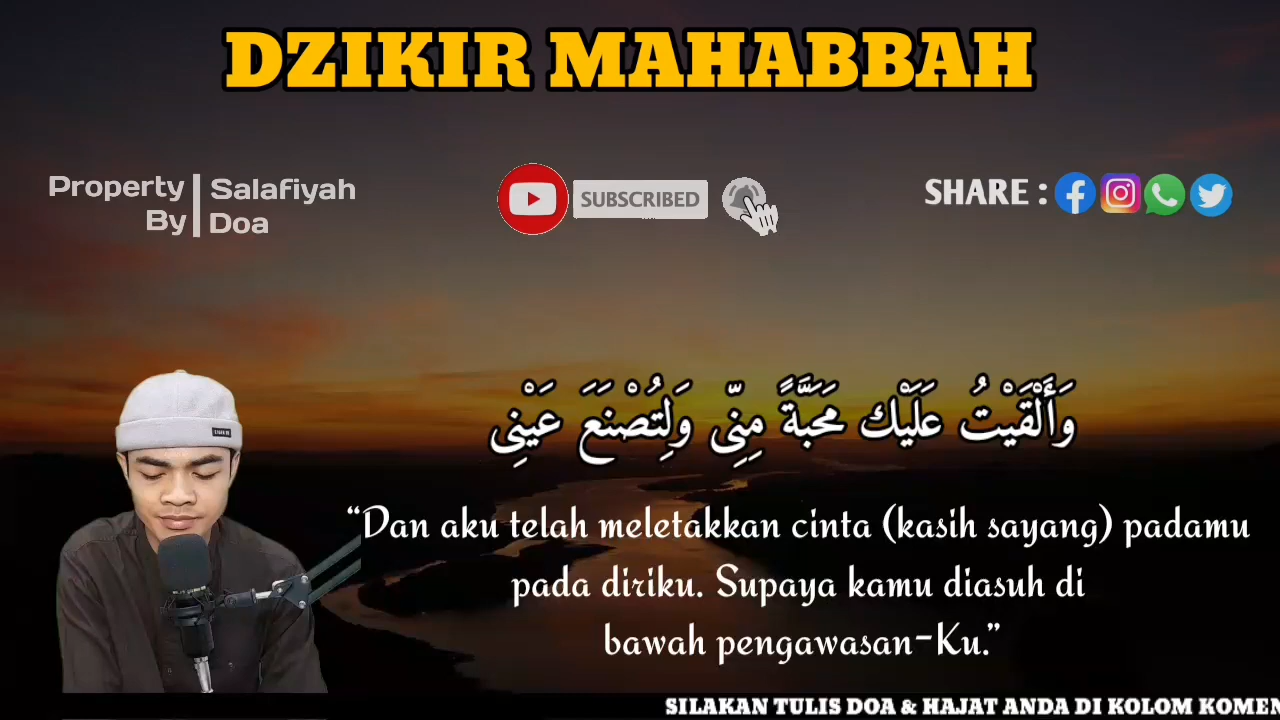 DZIKIR MAHABBAH
Property By
Salafiyah Doa
SUBSCRIBED
SHARE :
وَأَلْقَيْتُ عَلَيْك مَحَبَّةً مِنِّى وَلِتُصْنَعَ عَيْنِى
“Dan aku telah meletakkan cinta (kasih sayang) padamu
pada diriku. Supaya kamu diasuh di
bawah pengawasan-Ku.”
SILAKAN TULIS DOA & HAJAT ANDA DI KOLOM KOMEN